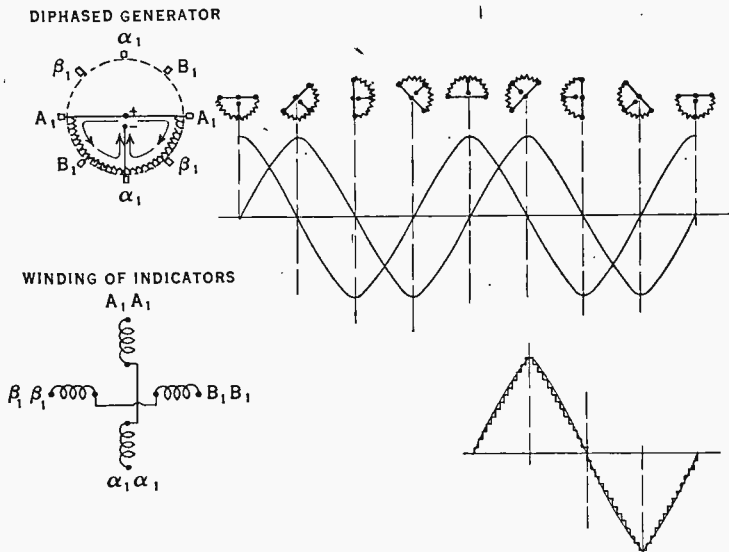 DIPHASED GENERATOR
α₁
β₁ B₁
A₁ + A₁
−
B₁ β₁
α₁
WINDING OF INDICATORS
A₁ A₁
β₁ β₁ B₁ B₁
α₁ α₁